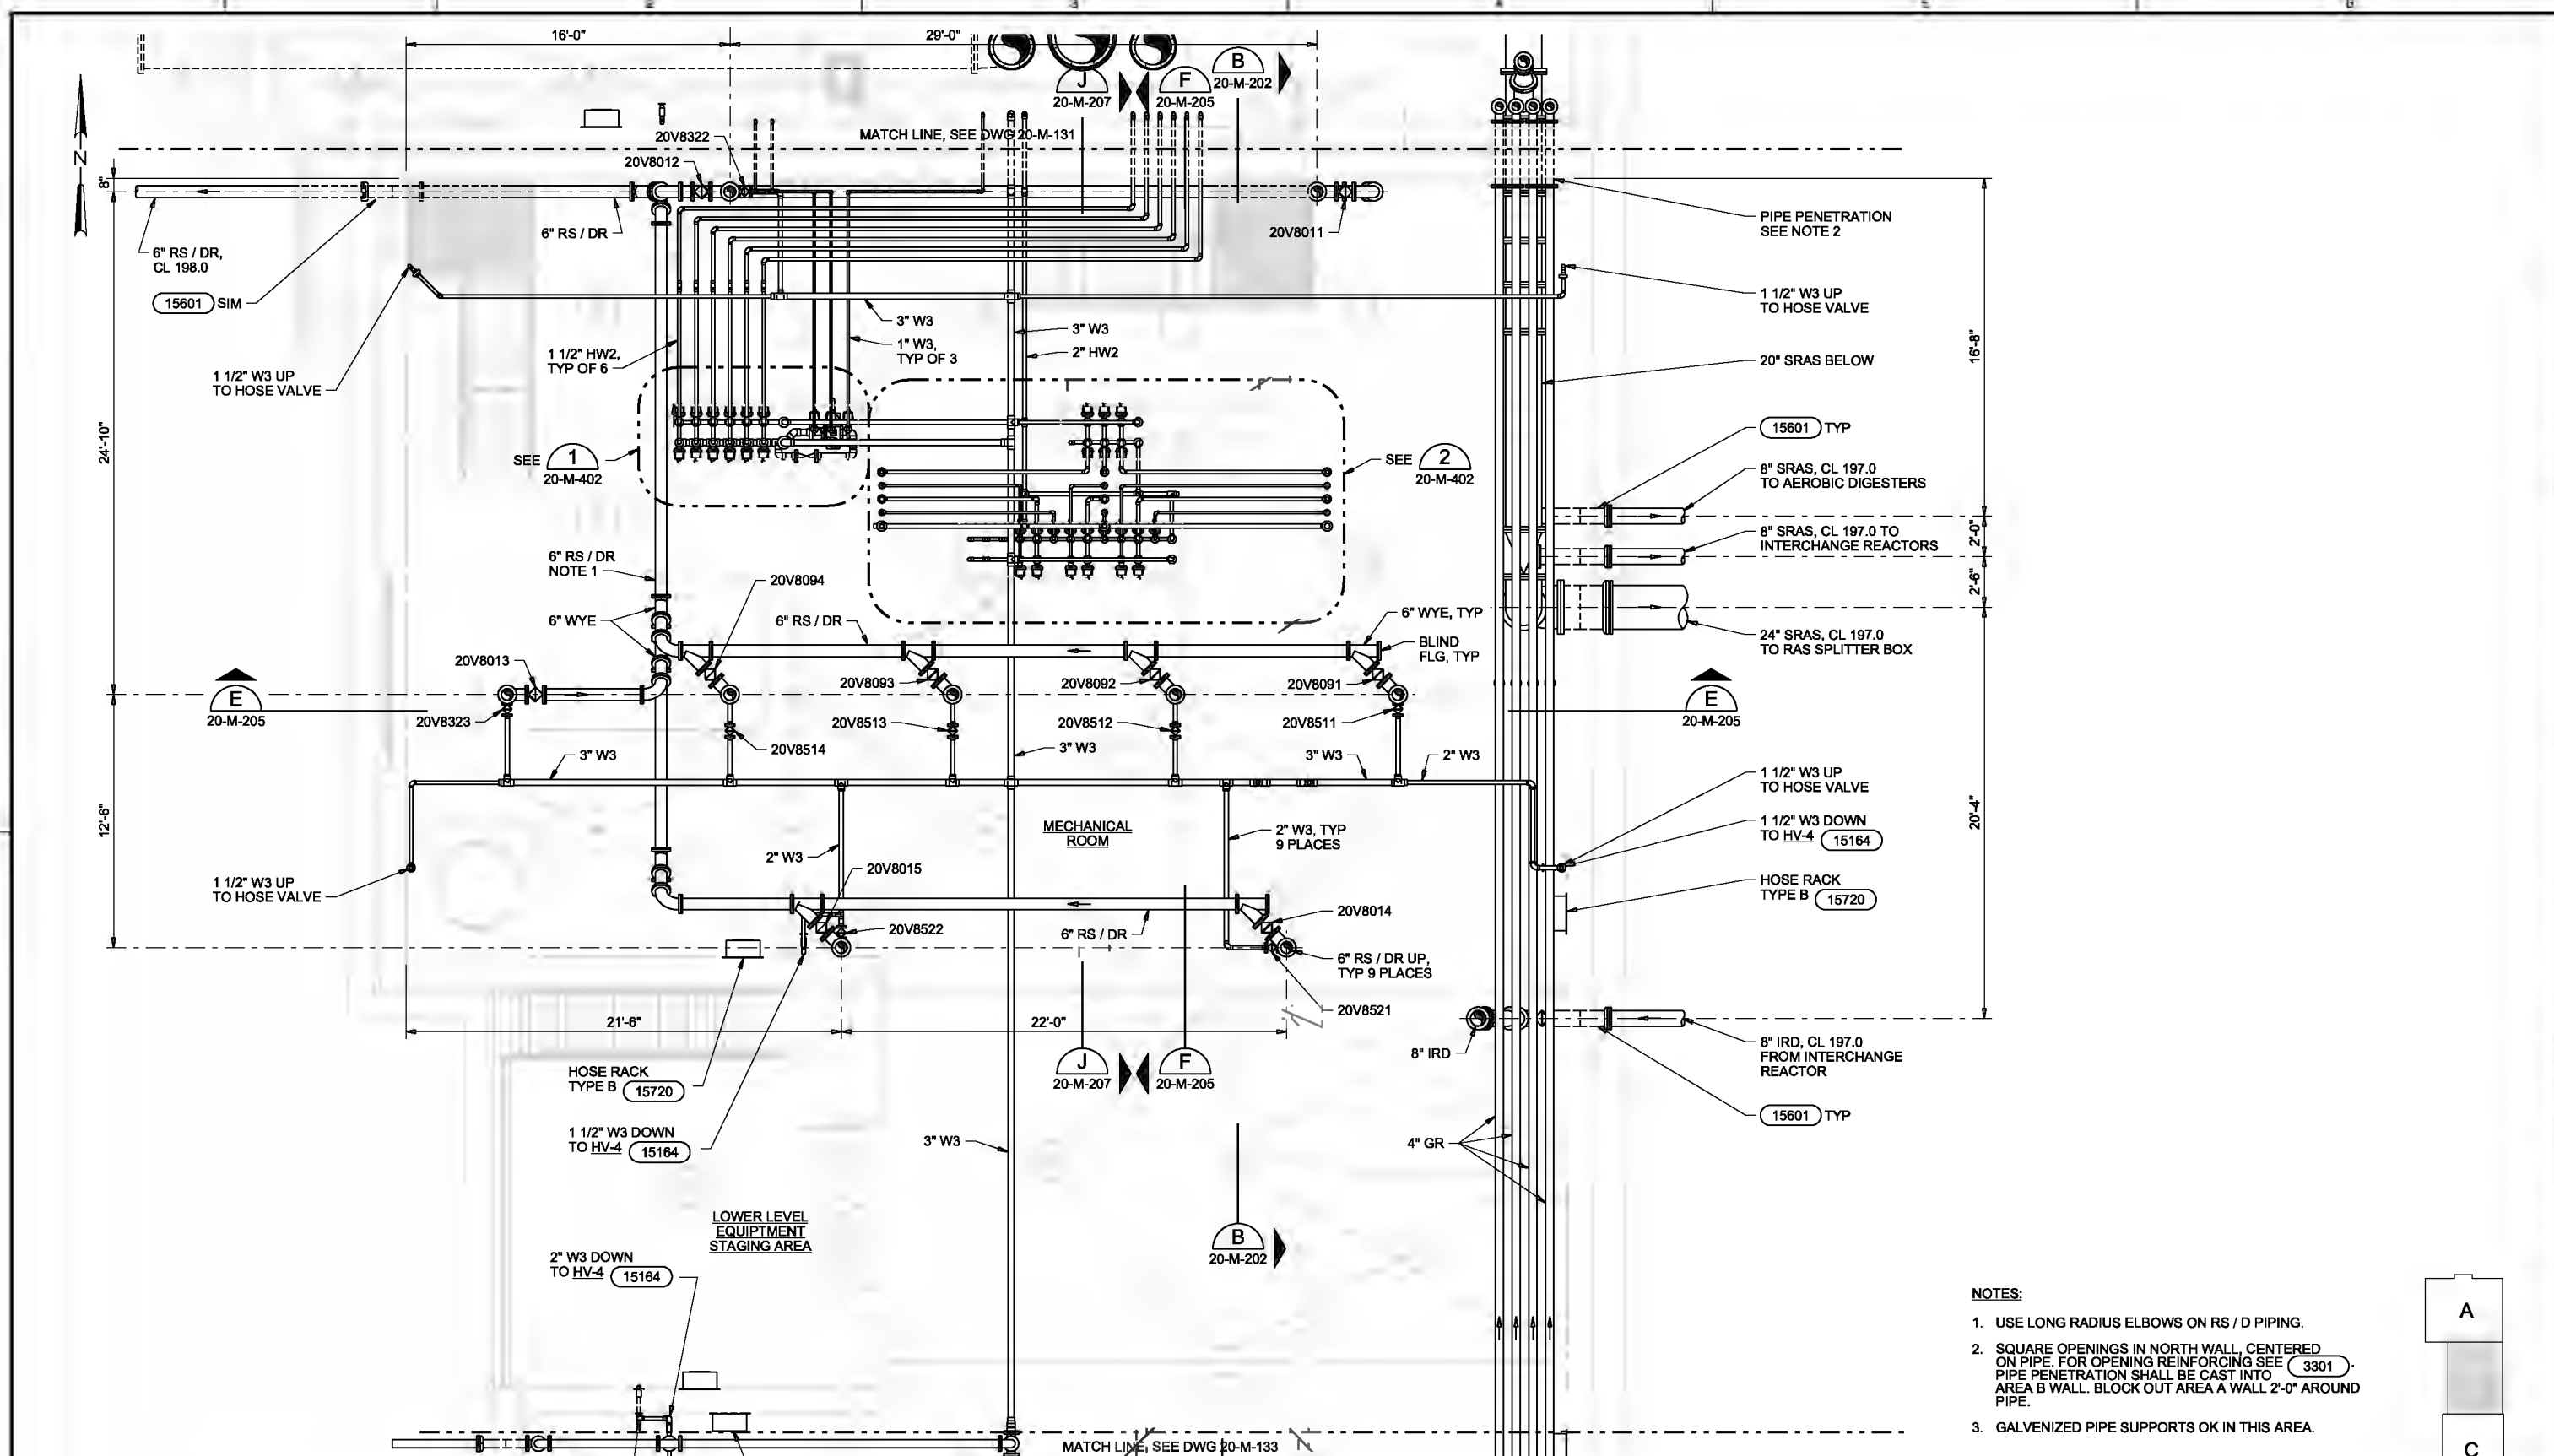 16'-0"
29'-0"
B
20-M-202
J
20-M-207
F
20-M-205
MATCH LINE, SEE DWG 20-M-131
20V8322
20V8012
N
8"
6" RS / DR
20V8011
6" RS / DR,
CL 198.0
15601 SIM
PIPE PENETRATION
SEE NOTE 2
1 1/2" W3 UP
TO HOSE VALVE
3" W3
3" W3
1" W3,
TYP OF 3
2" HW2
1 1/2" HW2,
TYP OF 6
1 1/2" W3 UP
TO HOSE VALVE
20" SRAS BELOW
16'-8"
24'-10"
SEE 1
20-M-402
SEE 2
20-M-402
15601 TYP
8" SRAS, CL 197.0
TO AEROBIC DIGESTERS
2'-0"
8" SRAS, CL 197.0 TO
INTERCHANGE REACTORS
2'-6"
6" RS / DR
NOTE 1
20V8094
6" WYE
6" RS / DR
6" WYE, TYP
BLIND
FLG, TYP
24" SRAS, CL 197.0
TO RAS SPLITTER BOX
20V8013
20V8093
20V8092
20V8091
E
20-M-205
E
20-M-205
20V8323
20V8513
20V8512
20V8511
20V8514
3" W3
3" W3
3" W3
2" W3
1 1/2" W3 UP
TO HOSE VALVE
12'-6"
20'-4"
MECHANICAL
ROOM
2" W3, TYP
9 PLACES
1 1/2" W3 DOWN
TO HV-4 15164
2" W3
20V8015
1 1/2" W3 UP
TO HOSE VALVE
HOSE RACK
TYPE B 15720
20V8014
20V8522
6" RS / DR
6" RS / DR UP,
TYP 9 PLACES
20V8521
21'-6"
22'-0"
8" IRD
8" IRD, CL 197.0
FROM INTERCHANGE
REACTOR
HOSE RACK
TYPE B 15720
J
20-M-207
F
20-M-205
15601 TYP
1 1/2" W3 DOWN
TO HV-4 15164
3" W3
4" GR
LOWER LEVEL
EQUIPTMENT
STAGING AREA
B
20-M-202
2" W3 DOWN
TO HV-4 15164
NOTES:
1. USE LONG RADIUS ELBOWS ON RS / D PIPING.
2. SQUARE OPENINGS IN NORTH WALL, CENTERED
ON PIPE. FOR OPENING REINFORCING SEE 3301.
PIPE PENETRATION SHALL BE CAST INTO
AREA B WALL. BLOCK OUT AREA A WALL 2'-0" AROUND
PIPE.
3. GALVENIZED PIPE SUPPORTS OK IN THIS AREA.
A
C
MATCH LINE, SEE DWG 20-M-133